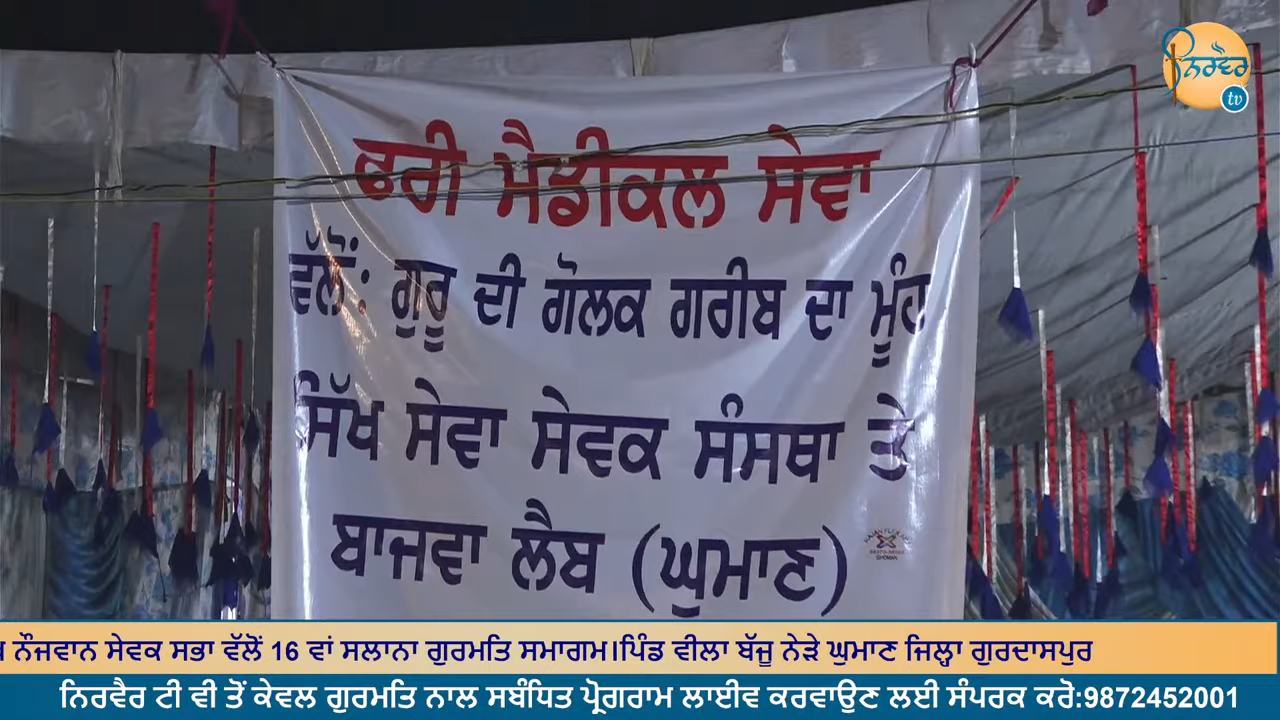 ਨਿਰਵੈਰ
tv
ਫਰੀ ਮੈਡੀਕਲ ਸੇਵਾ
ਵੱਲੋਂ: ਗੁਰੂ ਦੀ ਗੋਲਕ ਗਰੀਬ ਦਾ ਮੂੰਹ
ਸਿੱਖ ਸੇਵਾ ਸੇਵਕ ਸੰਸਥਾ ਤੇ
ਬਾਜਵਾ ਲੈਬ (ਘੁਮਾਣ)
GHOMAN
ਨੌਜਵਾਨ ਸੇਵਕ ਸਭਾ ਵੱਲੋਂ 16 ਵਾਂ ਸਲਾਨਾ ਗੁਰਮਤਿ ਸਮਾਗਮ।ਪਿੰਡ ਵੀਲਾ ਬੱਜੂ ਨੇੜੇ ਘੁਮਾਣ ਜਿਲ੍ਹਾ ਗੁਰਦਾਸਪੁਰ
ਨਿਰਵੈਰ ਟੀ ਵੀ ਤੋਂ ਕੇਵਲ ਗੁਰਮਤਿ ਨਾਲ ਸਬੰਧਿਤ ਪ੍ਰੋਗਰਾਮ ਲਾਈਵ ਕਰਵਾਉਣ ਲਈ ਸੰਪਰਕ ਕਰੋ:9872452001